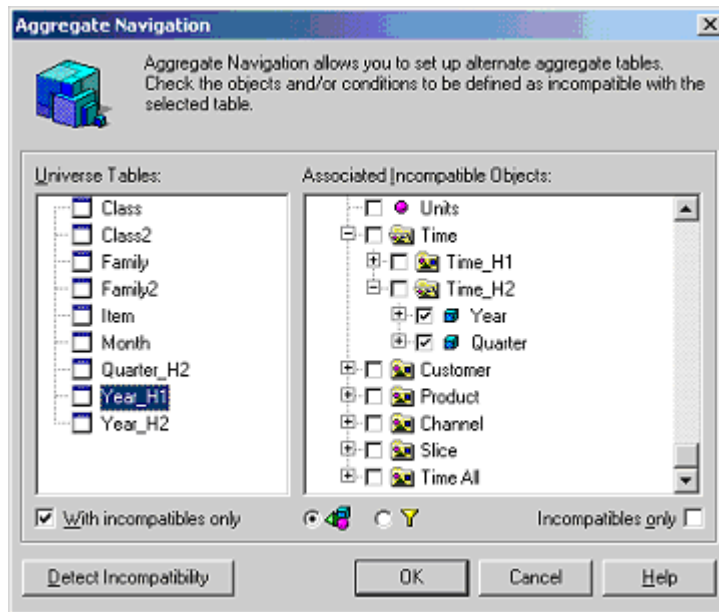 Aggregate Navigation
Aggregate Navigation allows you to set up alternate aggregate tables.
Check the objects and/or conditions to be defined as incompatible with the
selected table.
Universe Tables:
Class
Class2
Family
Family2
Item
Month
Quarter_H2
Year_H1
Year_H2
With incompatibles only
Associated Incompatible Objects:
Units
Time
Time_H1
Time_H2
Year
Quarter
Customer
Product
Channel
Slice
Time All
Incompatibles only
Detect Incompatibility
OK
Cancel
Help